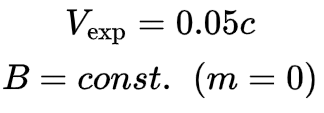 V_exp = 0.05c
B = const. (m = 0)